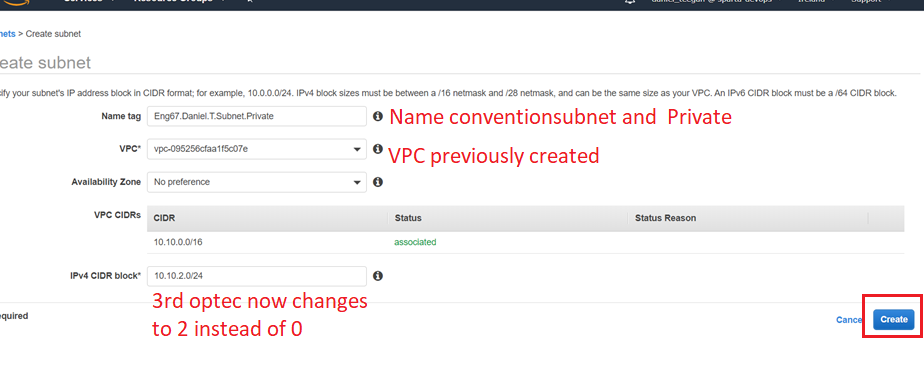 nets > Create subnet
eate subnet
ify your subnet's IP address block in CIDR format; for example, 10.0.0.0/24. IPv4 block sizes must be between a /16 netmask and /28 netmask, and can be the same size as your VPC. An IPv6 CIDR block must be a /64 CIDR block.
Name tag Eng67.Daniel.T.Subnet.Private Name conventionsubnet and Private
VPC* vpc-095256cfaa1f5c07e VPC previously created
Availability Zone No preference
VPC CIDRs CIDR Status Status Reason
10.10.0.0/16 associated
IPv4 CIDR block* 10.10.2.0/24
3rd optec now changes
to 2 instead of 0
equired Cance Create